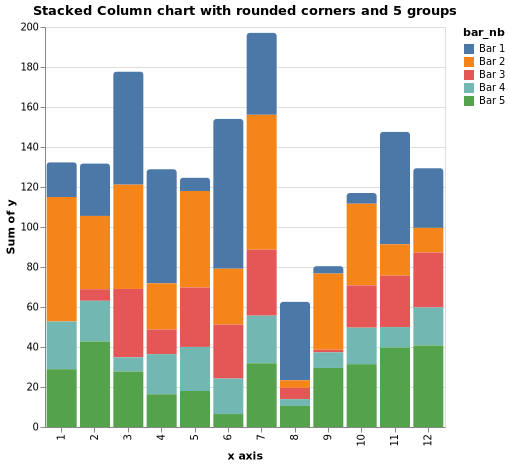 Stacked Column chart with rounded corners and 5 groups
bar_nb
Bar 1
Bar 2
Bar 3
Bar 4
Bar 5
Sum of y
200
180
160
140
120
100
80
60
40
20
0
1 2 3 4 5 6 7 8 9 10 11 12
x axis